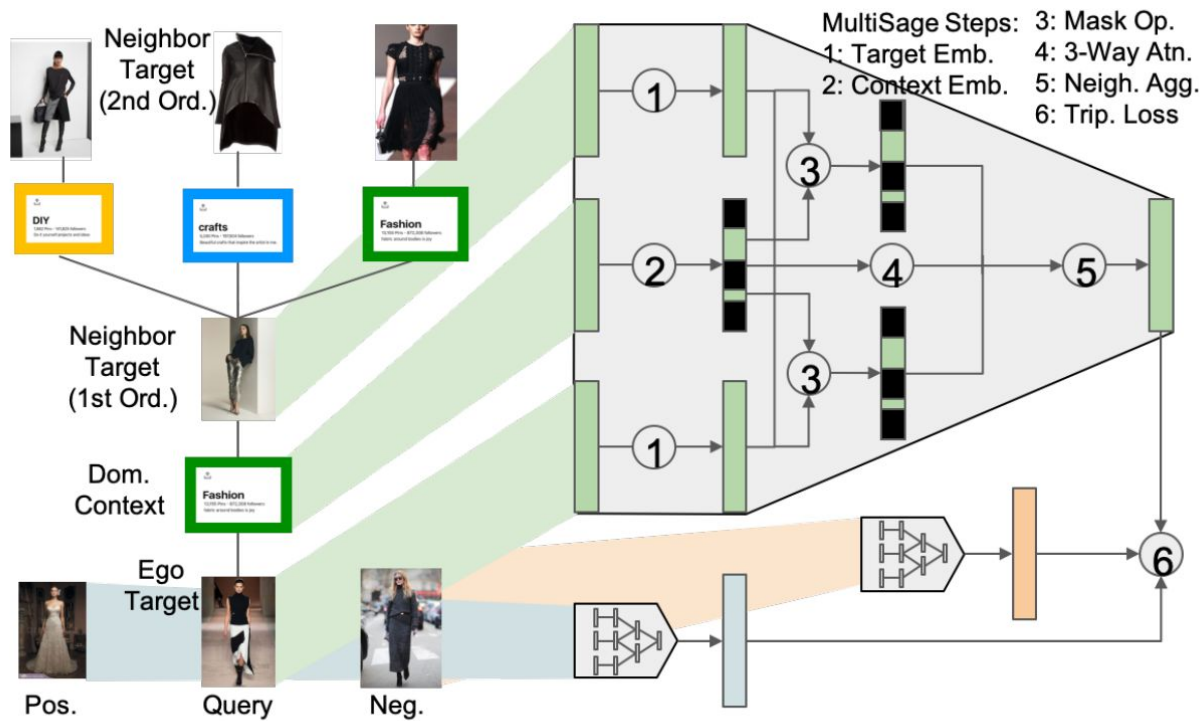 Neighbor
Target
(2nd Ord.)
MultiSage Steps:
1: Target Emb.
2: Context Emb.
3: Mask Op.
4: 3-Way Atn.
5: Neigh. Agg.
6: Trip. Loss
DIY
crafts
Fashion
1
3
2
4
5
3
1
Neighbor
Target
(1st Ord.)
Dom.
Context
Fashion
Ego
Target
6
Pos.
Query
Neg.